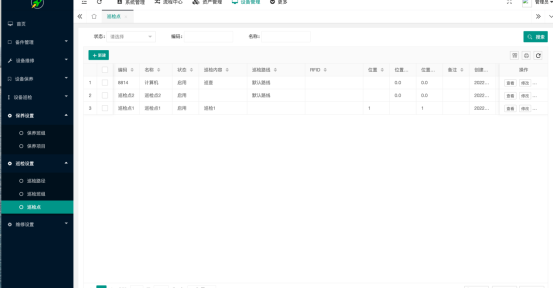 系统管理 流程中心 资产管理 设备管理 更多 管理员
巡检点
首页
备件管理
设备维修
设备保养
设备巡检
保养设置
保养班组
保养项目
巡检设置
巡检路线
巡检班组
巡检点
维修设置
状态: 请选择 编码: 名称: 搜索
+ 新建
编码 名称 状态 巡检内容 巡检路线 RFID 位置 位置... 位置... 备注 创建... 操作
1 9814 计算机 启用 设置 默认路线 0.0 0.0 2022... 查看 修改 ...
2 巡检点2 巡检点2 启用 默认路线 0.0 0.0 2022... 查看 修改 ...
3 巡检点1 巡检点1 启用 巡检1 1 1 2022... 查看 修改 ...